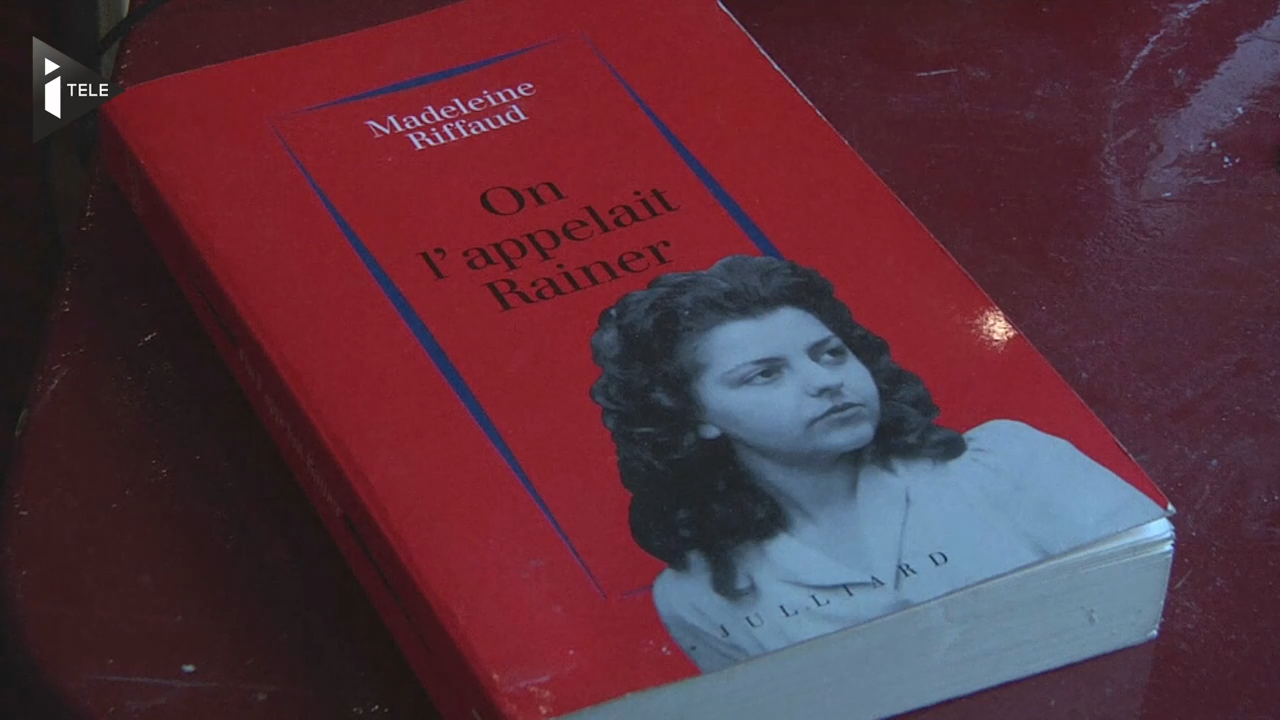 i TELE
Madeleine
Riffaud
On
l'appelait
Rainer
JULLIARD